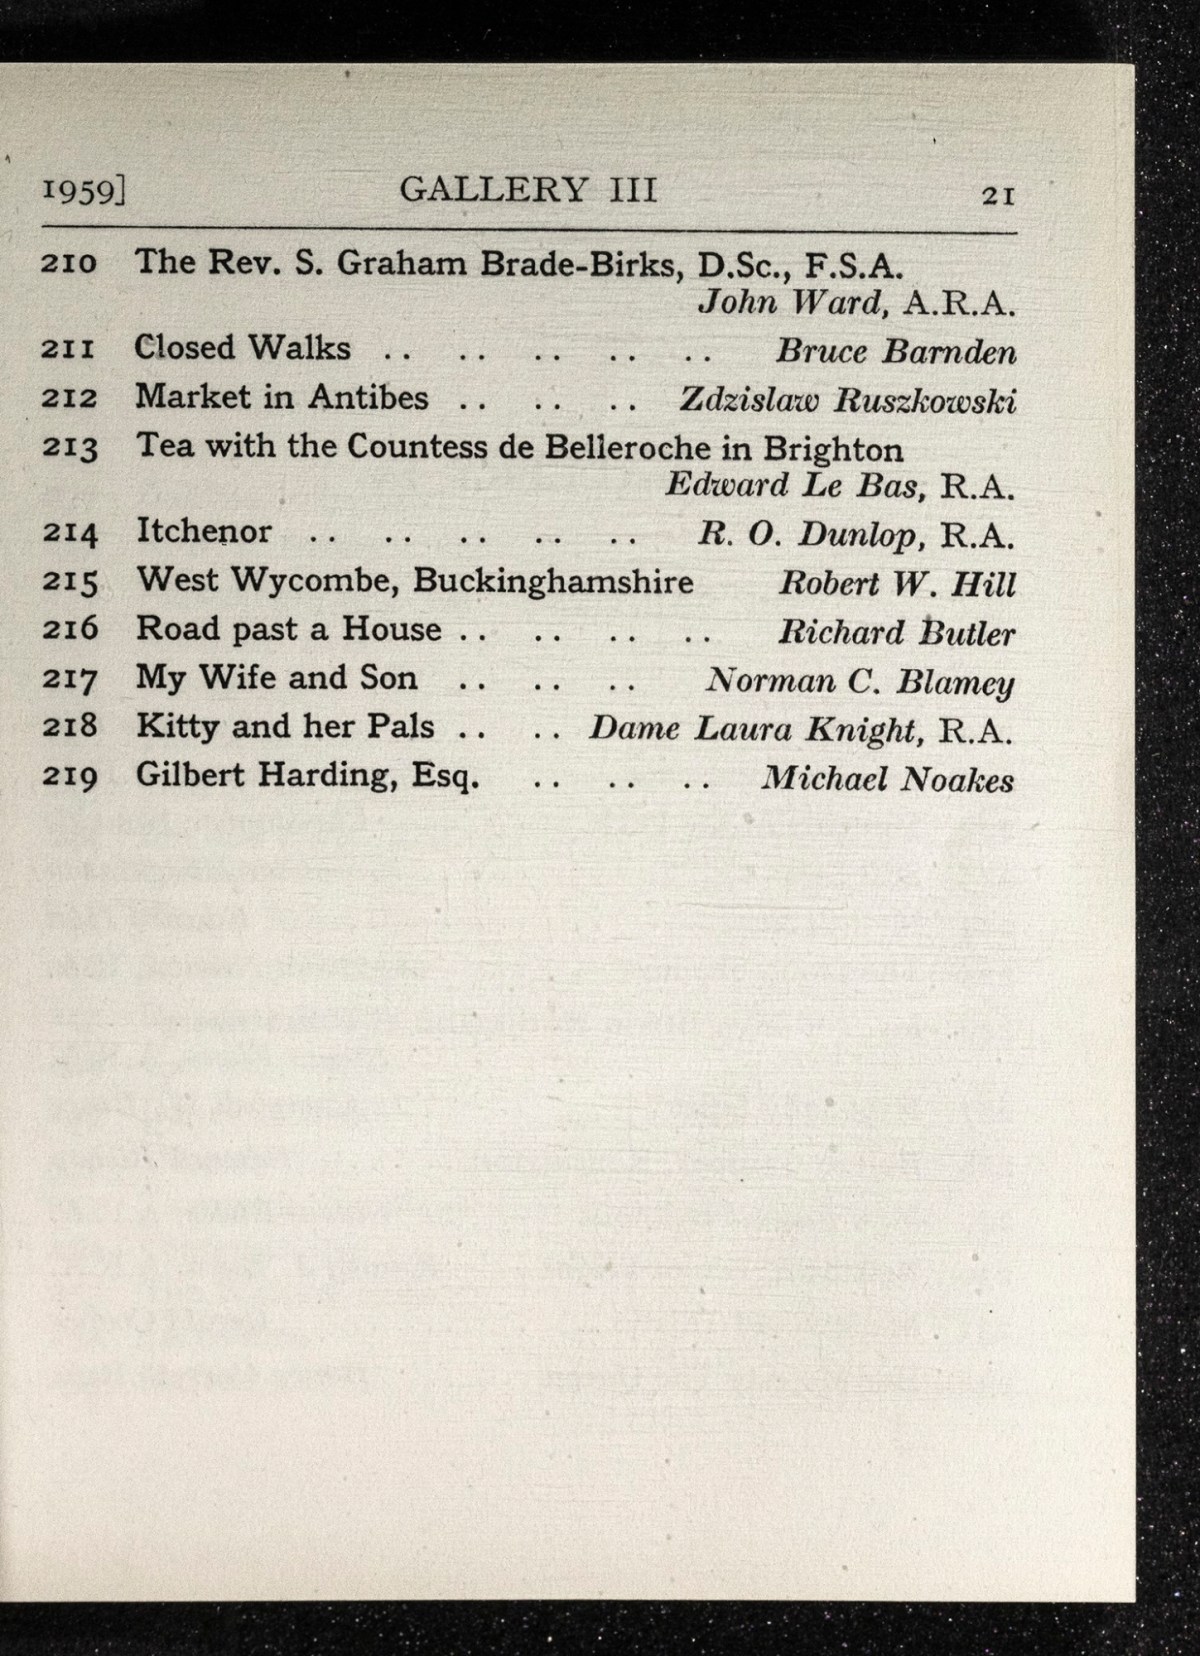 1959] GALLERY III 21
210 The Rev. S. Graham Brade-Birks, D.Sc., F.S.A.
John Ward, A.R.A.
211 Closed Walks .. .. .. .. .. Bruce Barnden
212 Market in Antibes .. .. .. Zdzislaw Ruszkowski
213 Tea with the Countess de Belleroche in Brighton
Edward Le Bas, R.A.
214 Itchenor .. .. .. .. .. R. O. Dunlop, R.A.
215 West Wycombe, Buckinghamshire Robert W. Hill
216 Road past a House .. .. .. .. Richard Butler
217 My Wife and Son .. .. .. Norman C. Blamey
218 Kitty and her Pals .. .. Dame Laura Knight, R.A.
219 Gilbert Harding, Esq. .. .. .. Michael Noakes